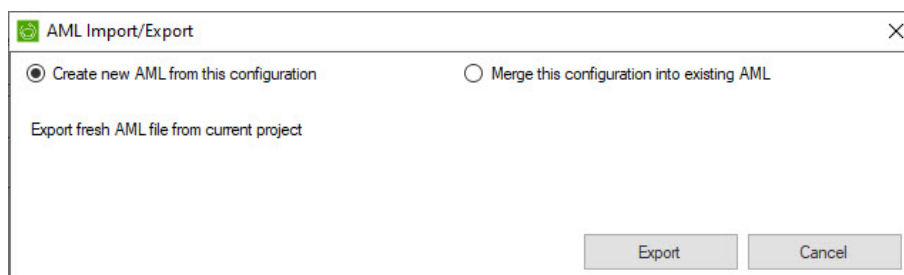 AML Import/Export
Create new AML from this configuration
Merge this configuration into existing AML
Export fresh AML file from current project
Export
Cancel